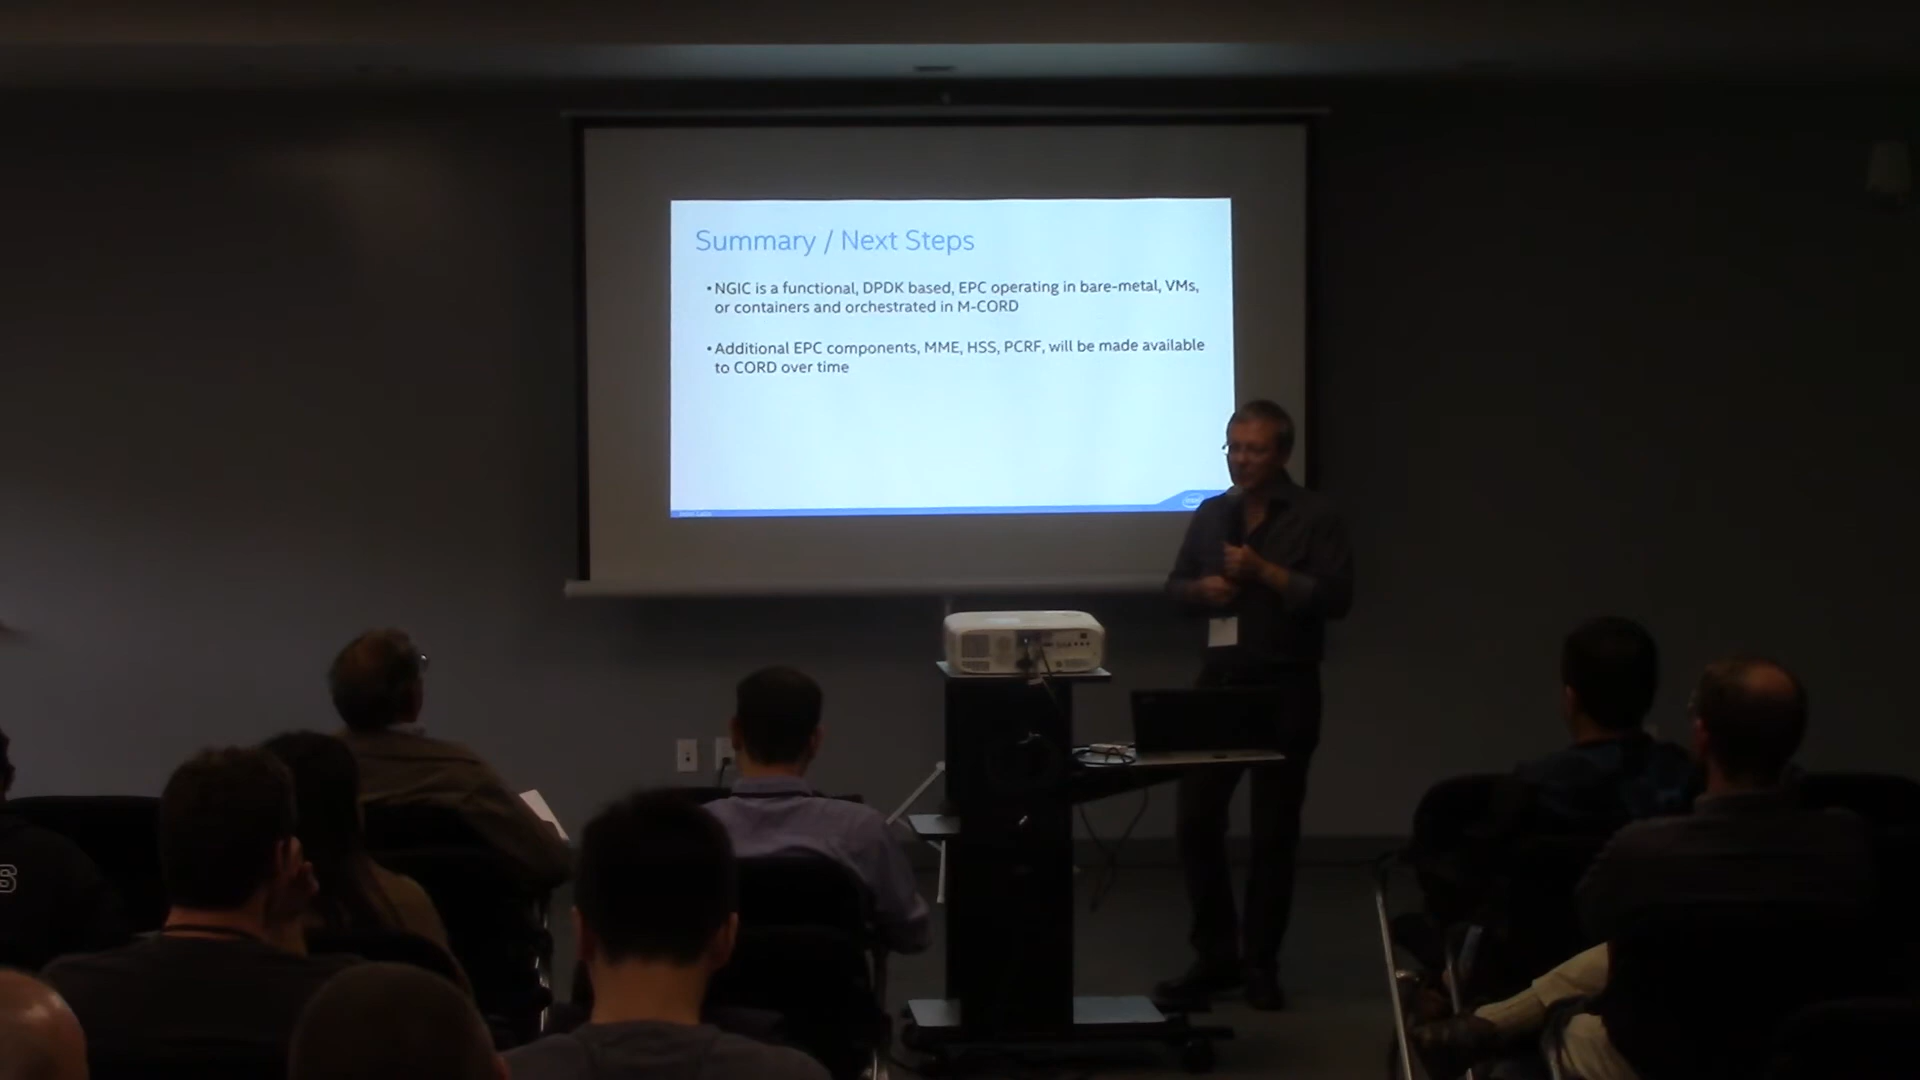 Summary / Next Steps
• NGIC is a functional, DPDK based, EPC operating in bare-metal, VMs,
or containers and orchestrated in M-CORD
• Additional EPC components, MME, HSS, PCRF, will be made available
to CORD over time